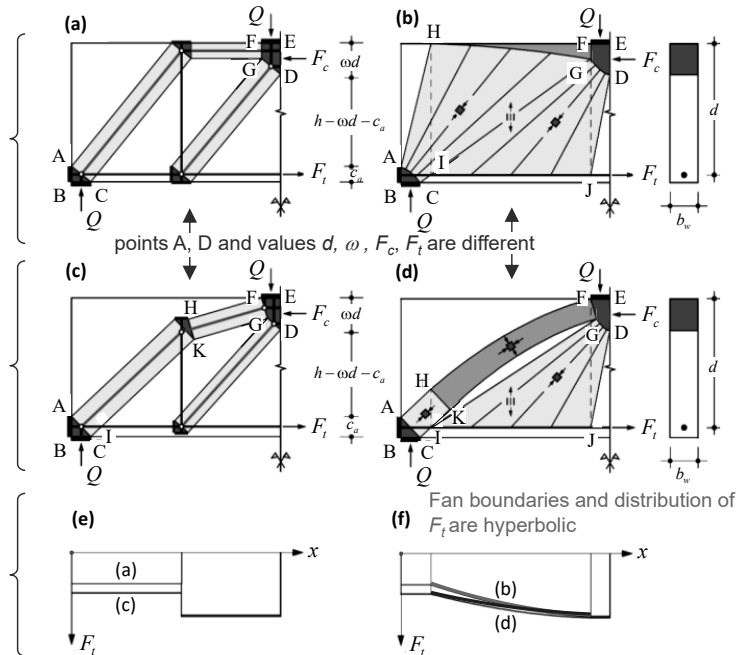 (a)
Q
F E
F_c
ωd
G
D
h−ωd−c_a
A
I
c_a
F_t
B C
Q
(b)
Q
H
F E
F_c
G
D
d
A
I
F_t
B C
J
Q
b_w
points A, D and values d, ω, F_c, F_t are different
(c)
Q
H
F E
F_c
ωd
G
D
K
h−ωd−c_a
A
c_a
F_t
B C I
Q
(d)
Q
F E
F_c
G
D
H
d
A
K
F_t
B C I
J
Q
b_w
Fan boundaries and distribution of
F_t are hyperbolic
(e)
x
(a)
(c)
F_t
(f)
x
(b)
(d)
F_t